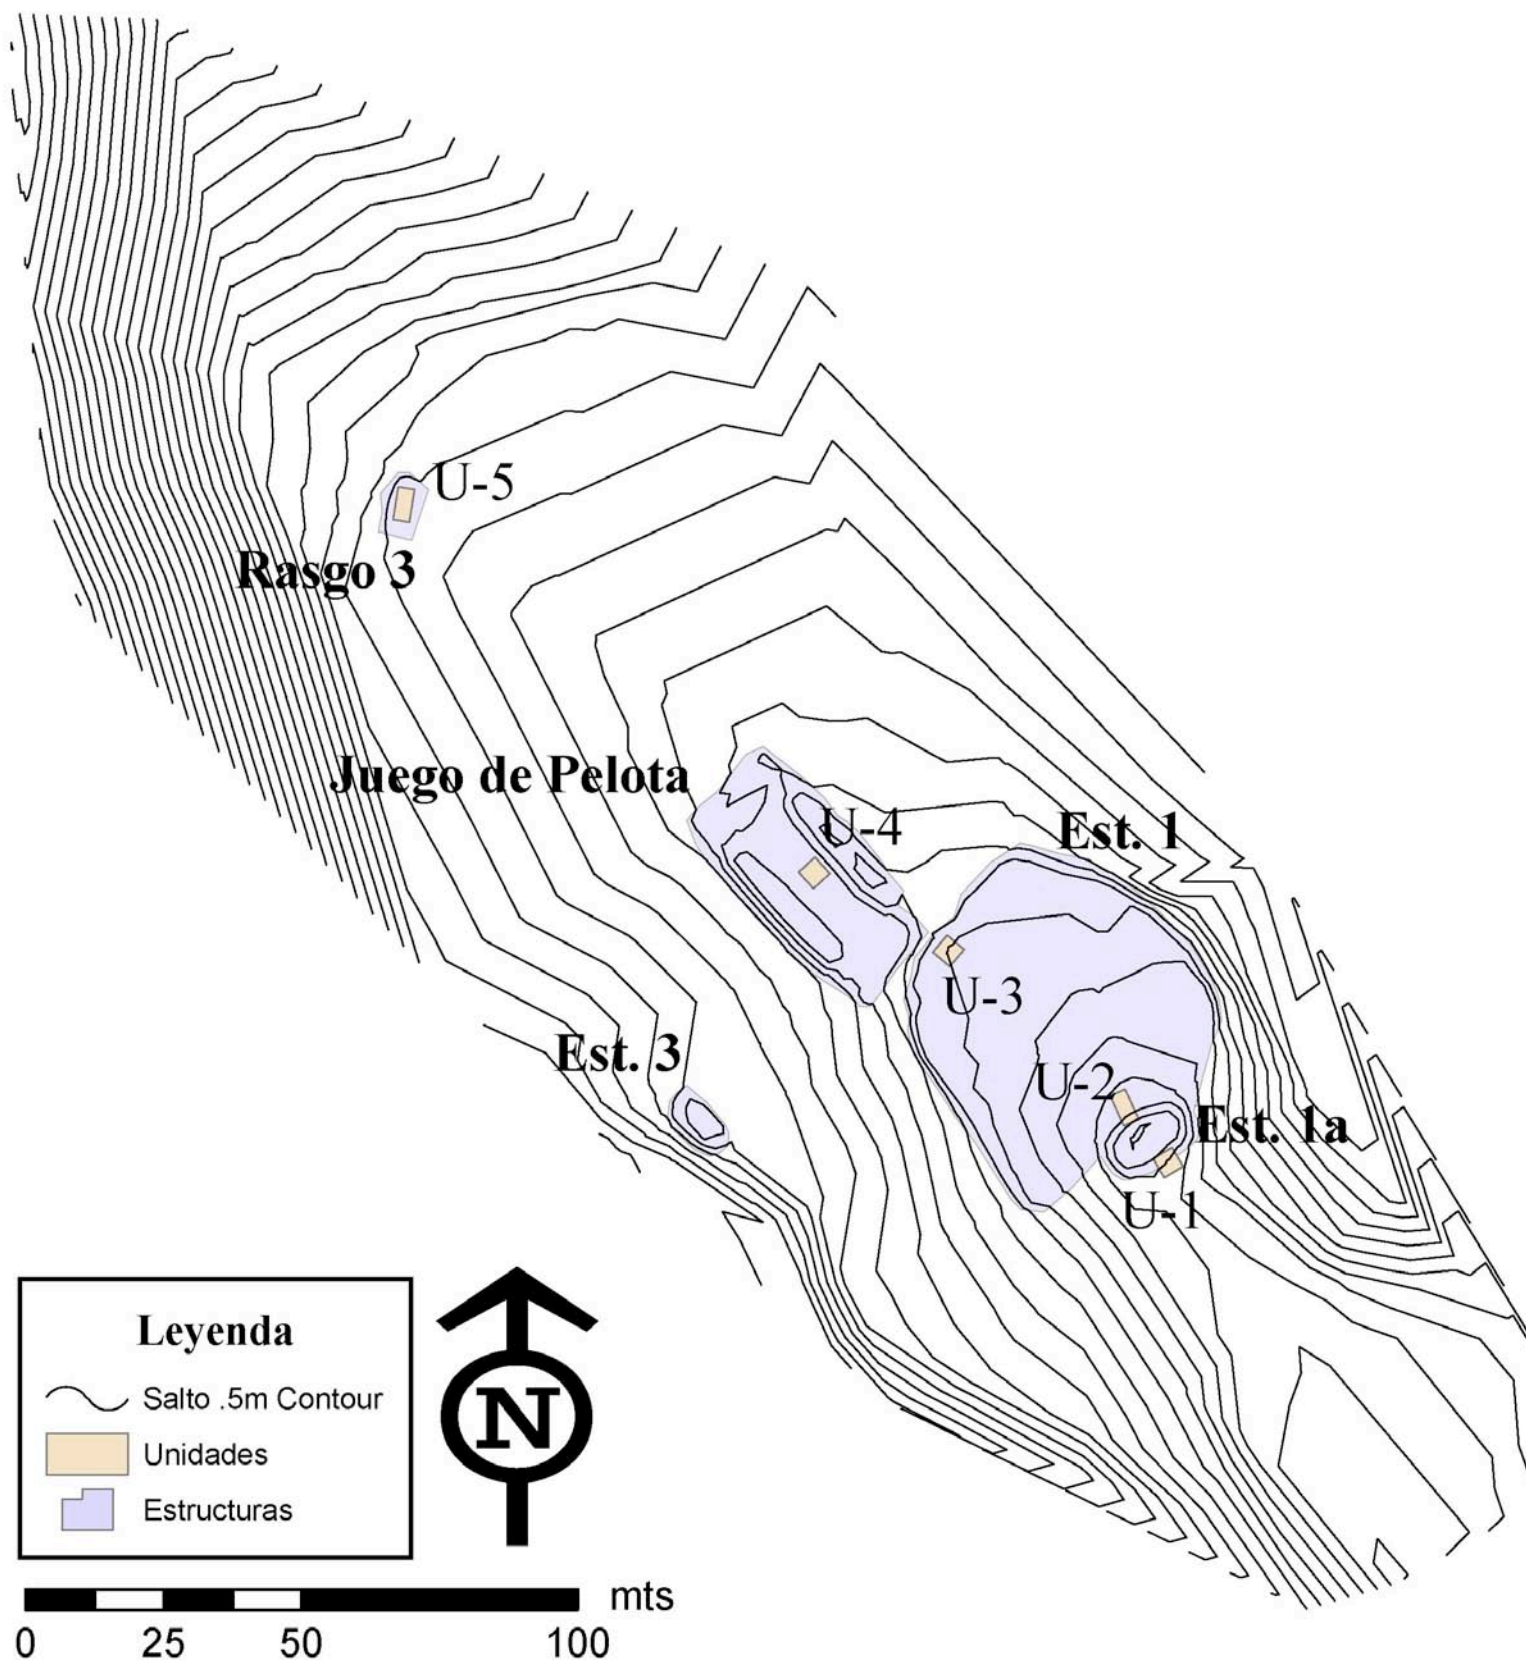 U-5
Rasgo 3
Juego de Pelota
U-4
Est. 1
U-3
Est. 3
U-2
Est. 1a
U-1
Leyenda
Salto .5m Contour
Unidades
Estructuras
N
mts
0 25 50 100